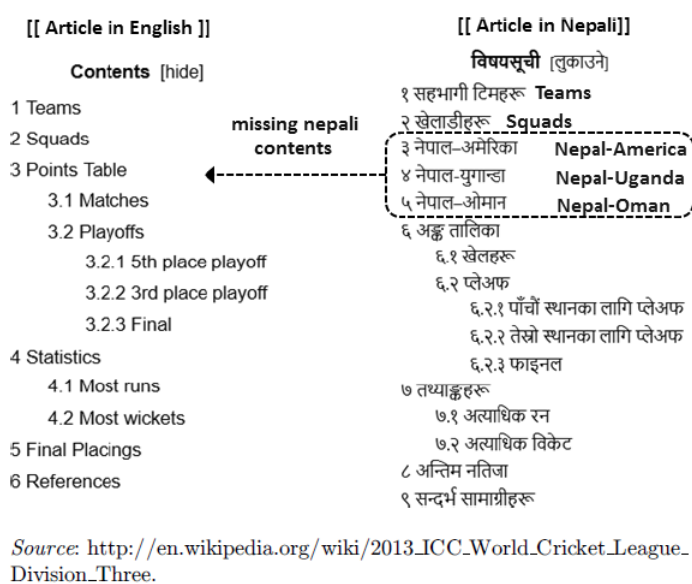 [[ Article in English ]]
Contents [hide]
1 Teams
2 Squads
3 Points Table
3.1 Matches
3.2 Playoffs
3.2.1 5th place playoff
3.2.2 3rd place playoff
3.2.3 Final
4 Statistics
4.1 Most runs
4.2 Most wickets
5 Final Placings
6 References
missing nepali
contents
[[ Article in Nepali]]
विषयसूची [लुकाउने]
१ सहभागी टिमहरू Teams
२ खेलाडीहरू Squads
३ नेपाल–अमेरिका Nepal-America
४ नेपाल-युगान्डा Nepal-Uganda
५ नेपाल–ओमान Nepal-Oman
६ अङ्क तालिका
६.१ खेलहरू
६.२ प्लेअफ
६.२.१ पाँचौं स्थानका लागि प्लेअफ
६.२.२ तेस्रो स्थानका लागि प्लेअफ
६.२.३ फाइनल
७ तथ्याङ्कहरू
७.१ अत्याधिक रन
७.२ अत्याधिक विकेट
८ अन्तिम नतिजा
९ सन्दर्भ सामाग्रीहरू
Source: http://en.wikipedia.org/wiki/2013_ICC_World_Cricket_League_
Division_Three.